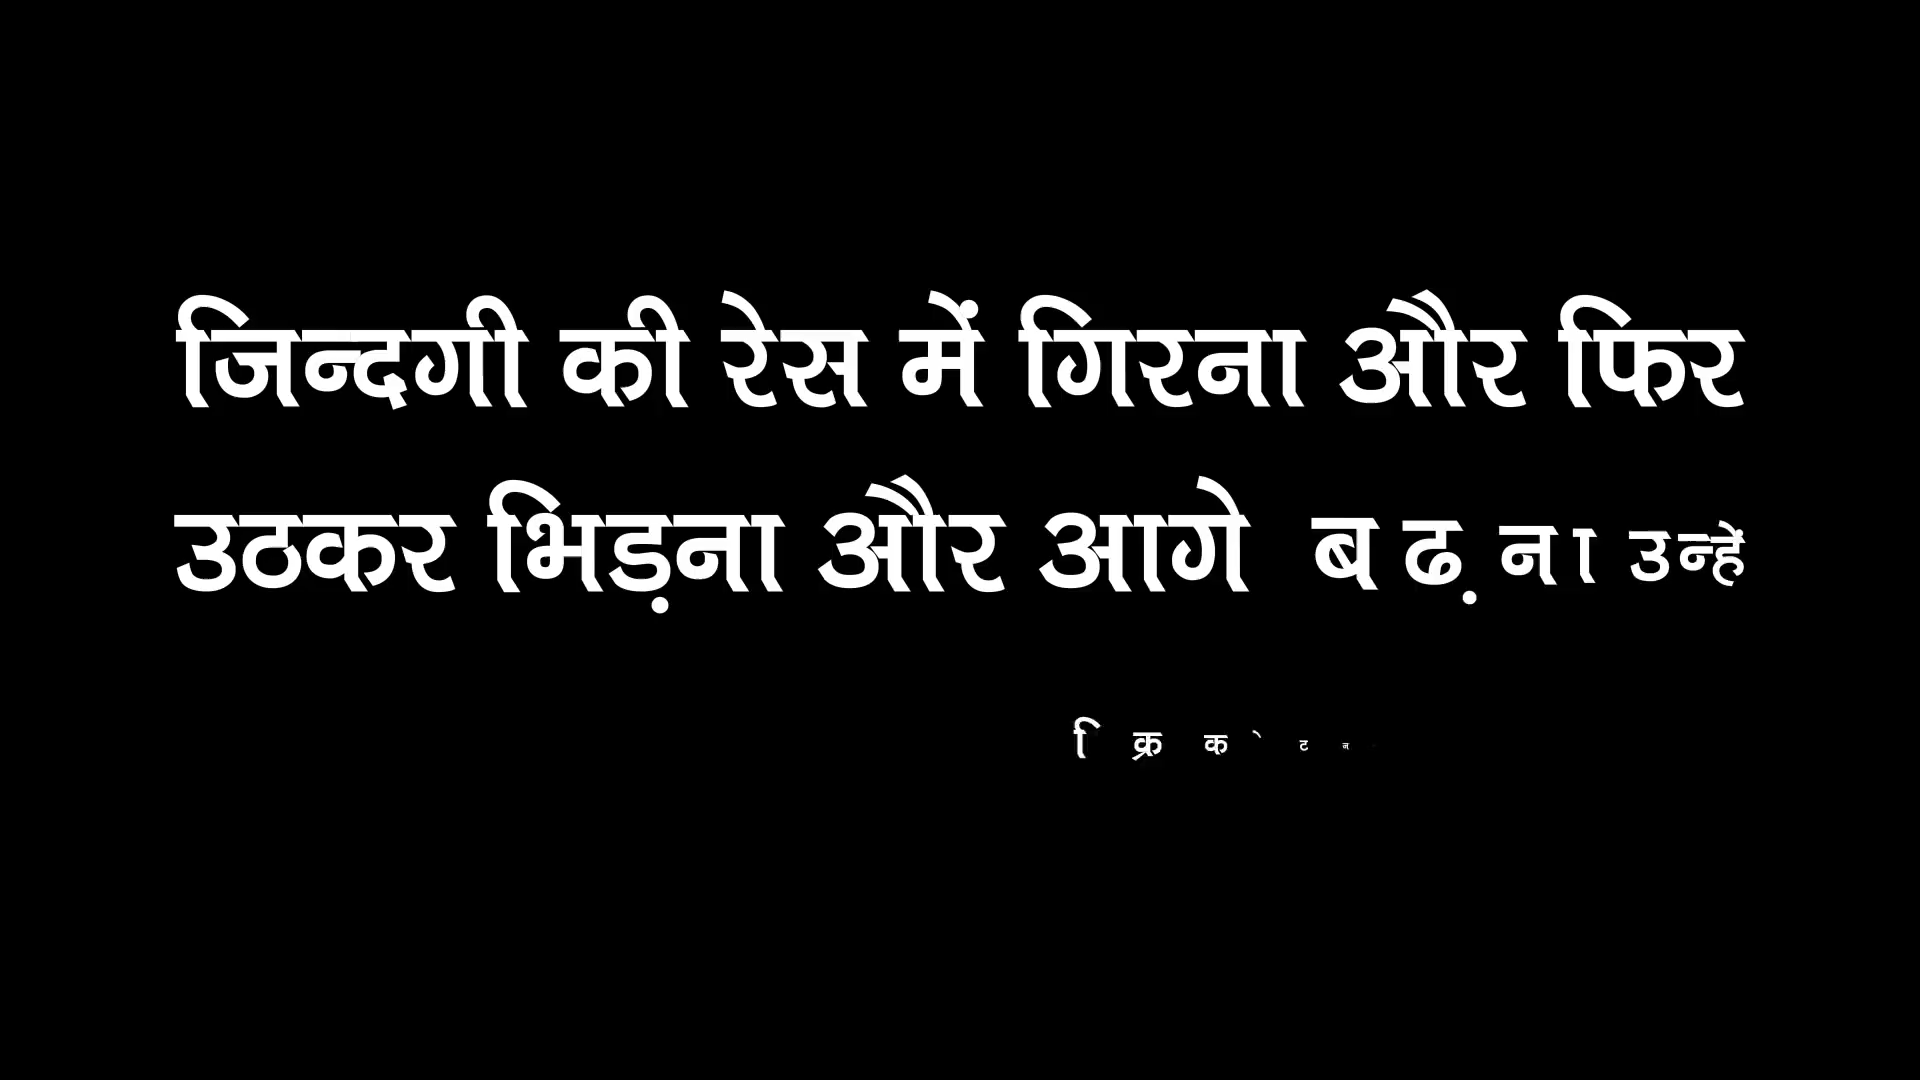 जिन्दगी की रेस में गिरना और फिर
उठकर भिड़ना और आगे बढ़ना उन्हें
क्रिकेट न